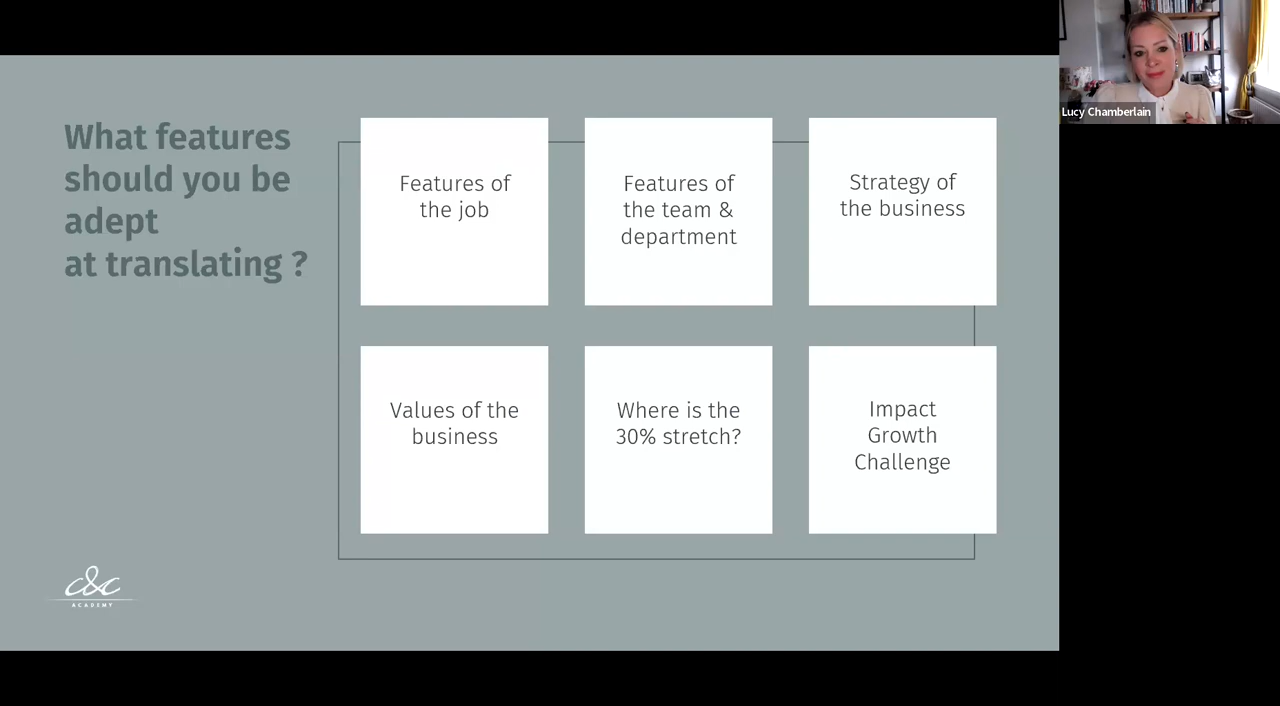 What features
should you be
adept
at translating ?
Features of
the job
Features of
the team &
department
Strategy of
the business
Values of the
business
Where is the
30% stretch?
Impact
Growth
Challenge
c&c
ACADEMY
Lucy Chamberlain